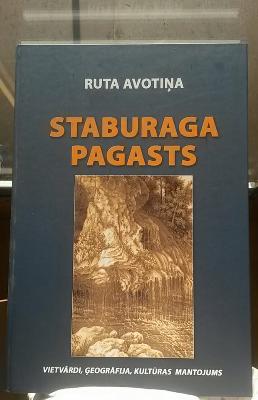 RUTA AVOTIŅA
STABURAGA
PAGASTS
VIETVĀRDI, ĢEOGRĀFIJA, KULTŪRAS MANTOJUMS